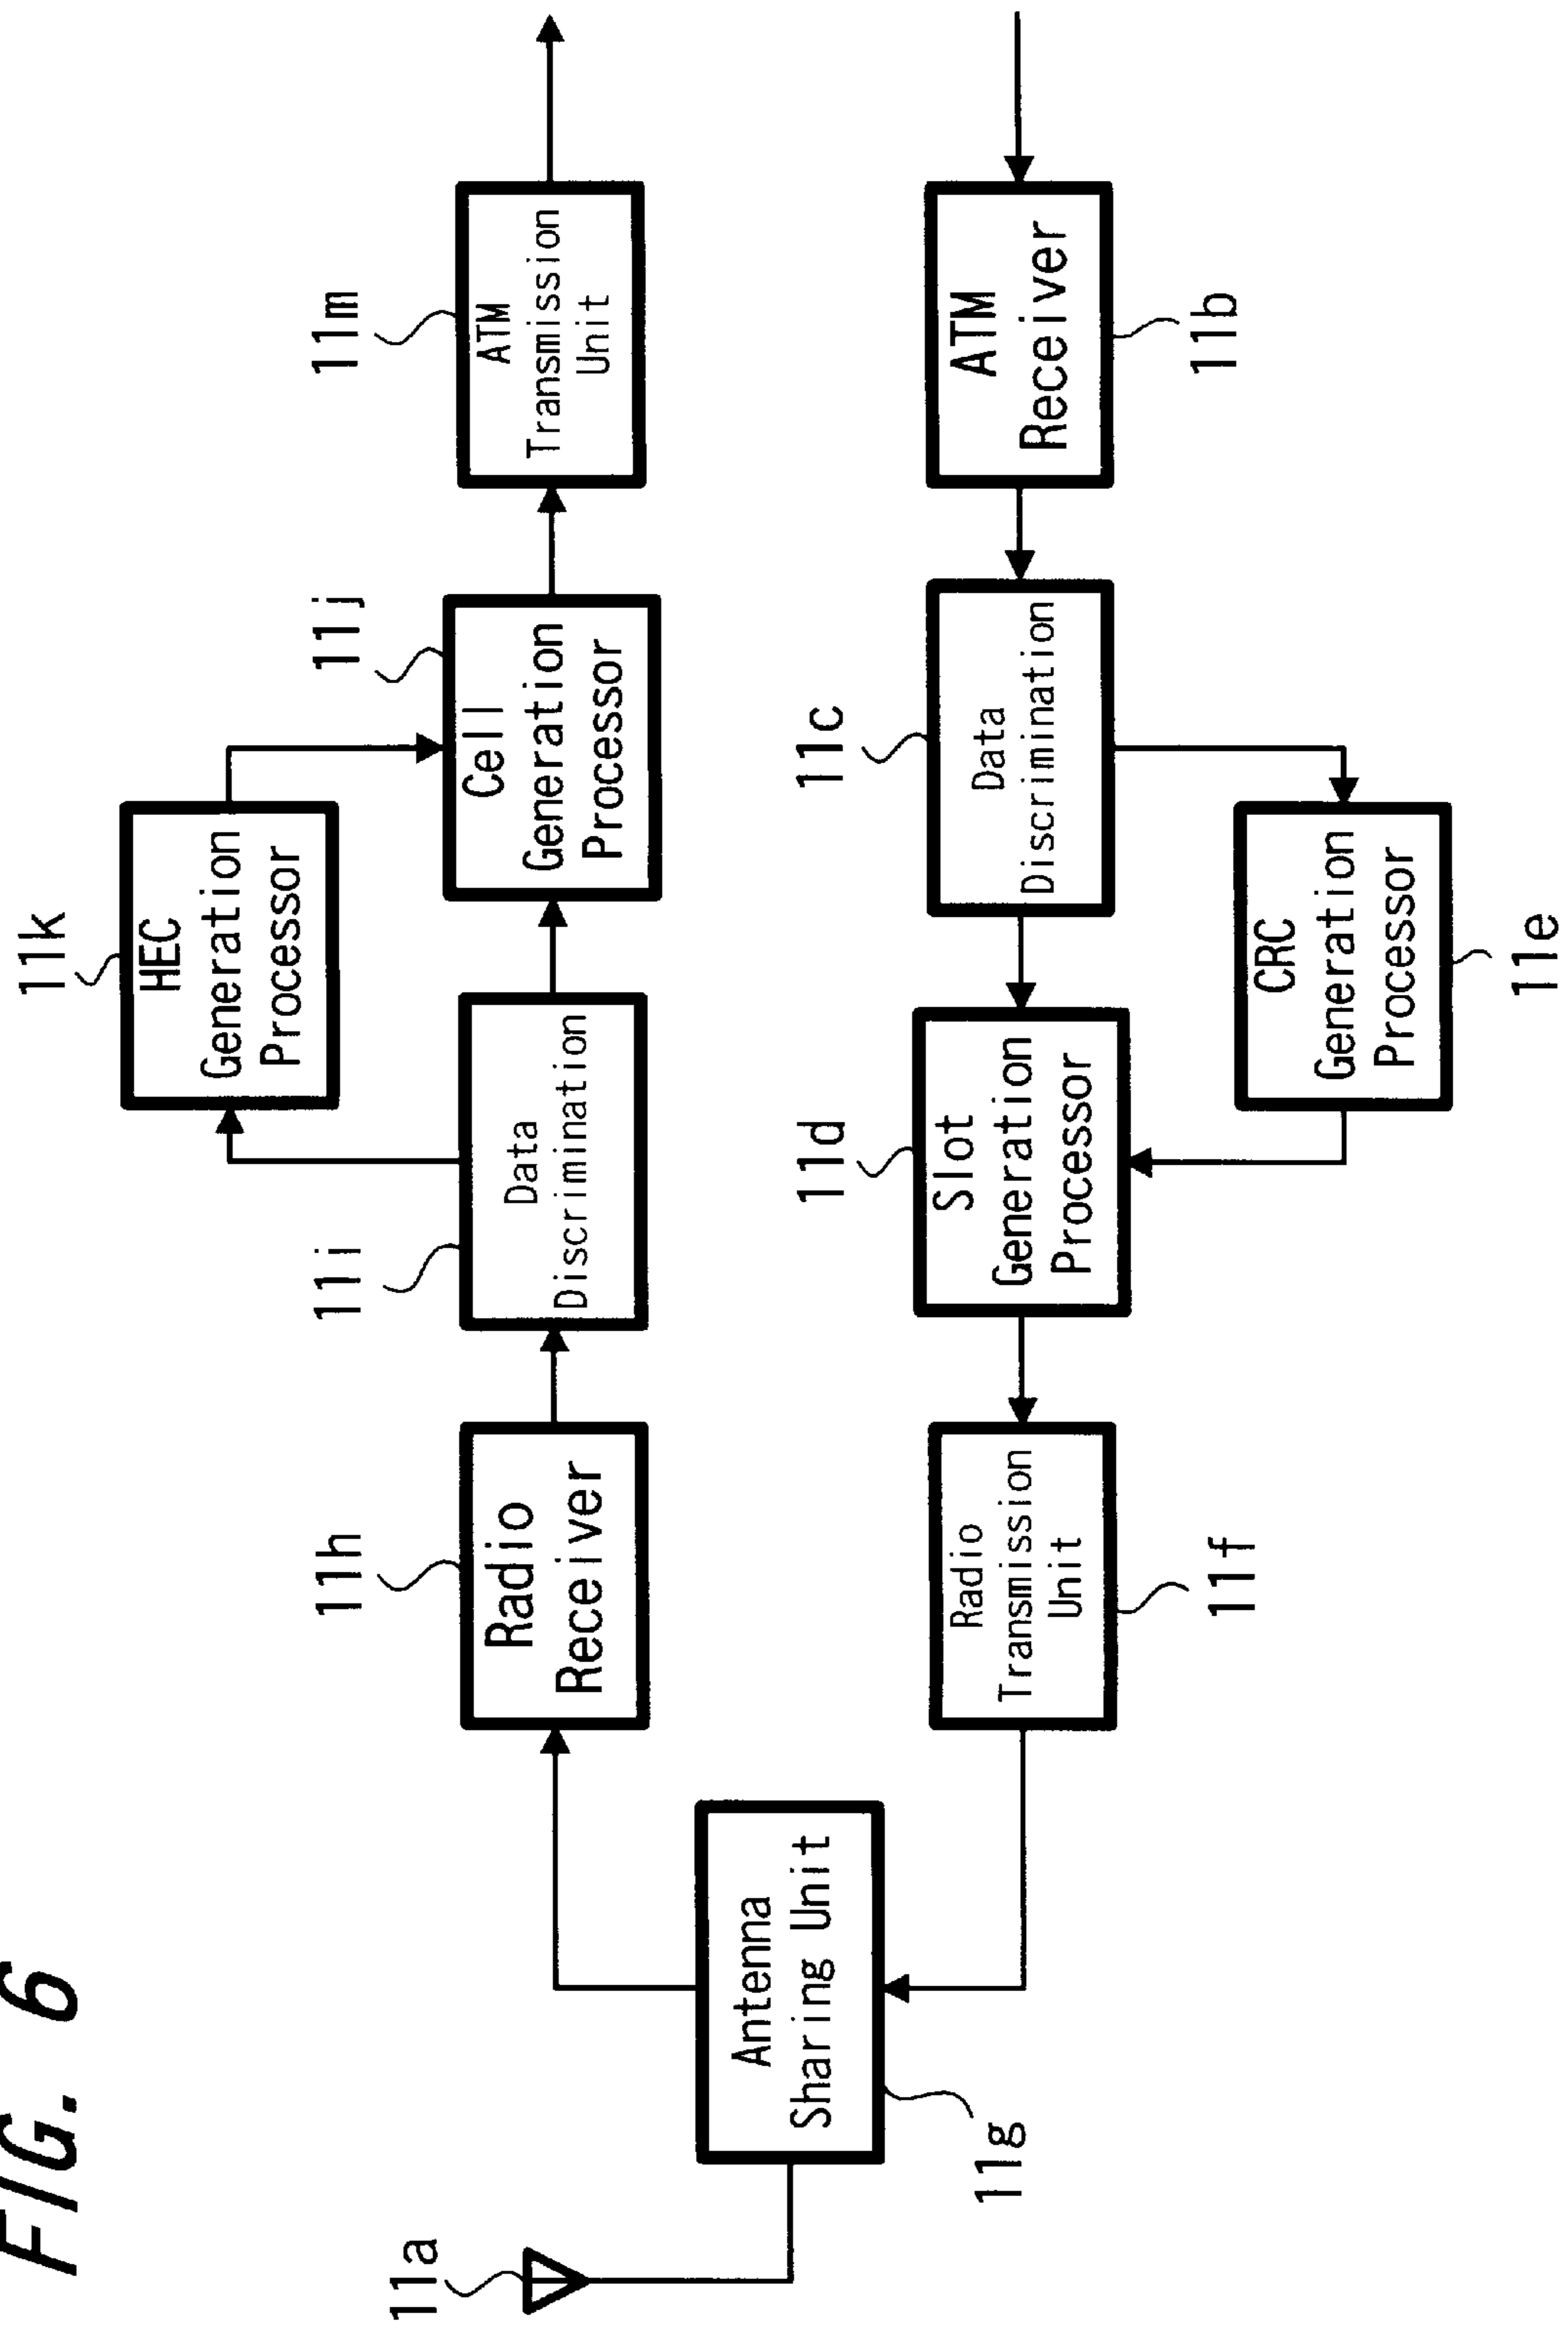 FIG. 6
11a
Antenna
Sharing Unit
11g
11h
Radio
Receiver
11i
Data
Discrimination
11k
HEC
Generation
Processor
11j
Cell
Generation
Processor
11m
ATM
Transmission
Unit
Radio
Transmission
Unit
11f
11d
Slot
Generation
Processor
11c
Data
Discrimination
CRC
Generation
Processor
11e
ATM
Receiver
11b